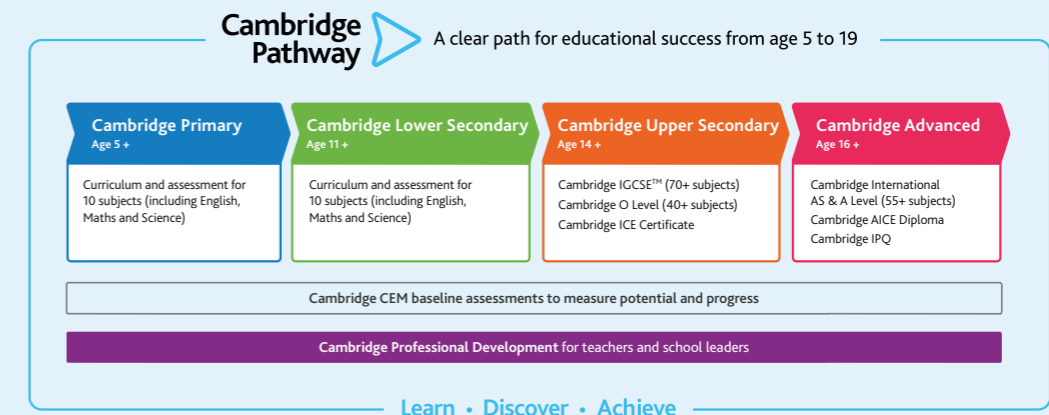 Cambridge
Pathway
A clear path for educational success from age 5 to 19
Cambridge Primary
Age 5 +
Curriculum and assessment for
10 subjects (including English,
Maths and Science)
Cambridge Lower Secondary
Age 11 +
Curriculum and assessment for
10 subjects (including English,
Maths and Science)
Cambridge Upper Secondary
Age 14 +
Cambridge IGCSE™ (70+ subjects)
Cambridge O Level (40+ subjects)
Cambridge ICE Certificate
Cambridge Advanced
Age 16 +
Cambridge International
AS & A Level (55+ subjects)
Cambridge AICE Diploma
Cambridge IPQ
Cambridge CEM baseline assessments to measure potential and progress
Cambridge Professional Development for teachers and school leaders
Learn • Discover • Achieve